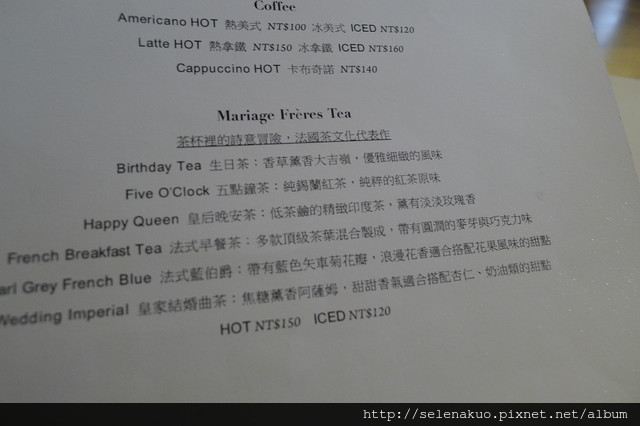 Coffee
Americano HOT 熱美式 NT$100 冰美式 ICED NT$120
Latte HOT 熱拿鐵 NT$150 冰拿鐵 ICED NT$160
Cappuccino HOT 卡布奇諾 NT$140
Mariage Frères Tea
茶杯裡的詩意冒險，法國茶文化代表作
Birthday Tea 生日茶：香草薰香大吉嶺，優雅細緻的風味
Five O'Clock 五點鐘茶：純錫蘭紅茶，純粹的紅茶原味
Happy Queen 皇后晚安茶：低茶鹼的精緻印度茶，薰有淡淡玫瑰香
French Breakfast Tea 法式早餐茶：多款頂級茶葉混合製成，帶有圓潤的麥芽與巧克力味
arl Grey French Blue 法式藍伯爵：帶有藍色矢車菊花瓣，浪漫花香適合搭配花果風味的甜點
Wedding Imperial 皇家結婚曲茶：焦糖薰香阿薩姆，甜甜香氣適合搭配杏仁、奶油類的甜點
HOT NT$150 ICED NT$120
http://selenakuo.pixnet.net/album